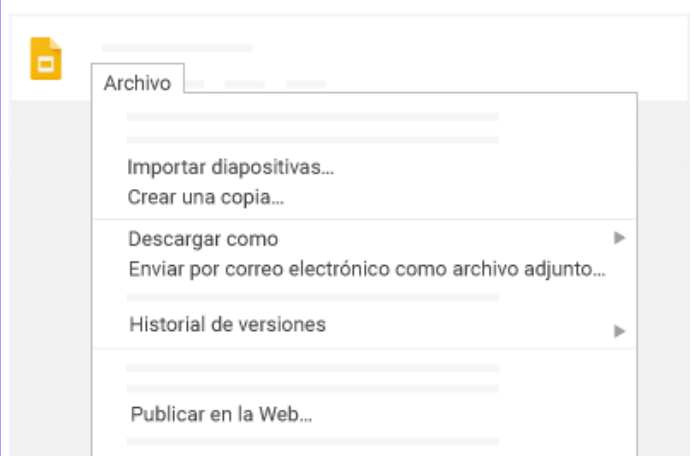 Archivo
Importar diapositivas...
Crear una copia...
Descargar como
Enviar por correo electrónico como archivo adjunto...
Historial de versiones
Publicar en la Web...